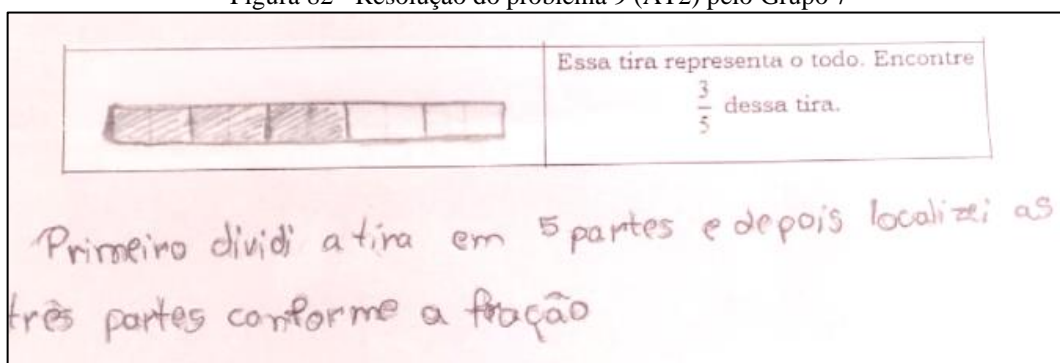 Figura 82 - Resolução do problema 9 (AT2) pelo Grupo 7
Essa tira representa o todo. Encontre
3/5 dessa tira.
Primeiro dividi a tira em 5 partes e depois localizei as
três partes conforme a fração